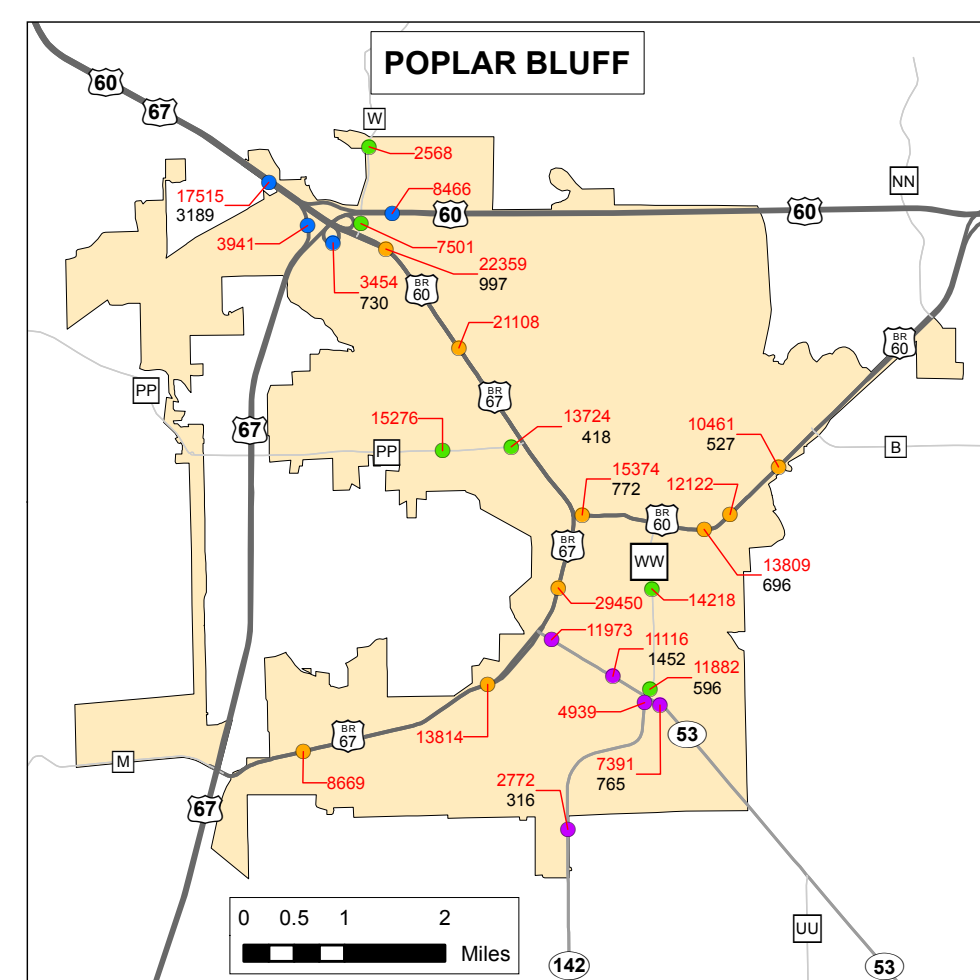 POPLAR BLUFF
60
67
W
2568
NN
17515
3189
8466
60
60
3941
7501
22359
997
3454
730
BR
60
21108
BR
60
PP
BR
67
67
15276
13724
418
PP
10461
527
B
15374
772
12122
BR
60
BR
67
WW
13809
696
29450
14218
11973
11116
1452
11882
596
4939
53
13814
BR
67
M
7391
765
8669
2772
316
67
0 0.5 1 2
Miles
UU
142
53